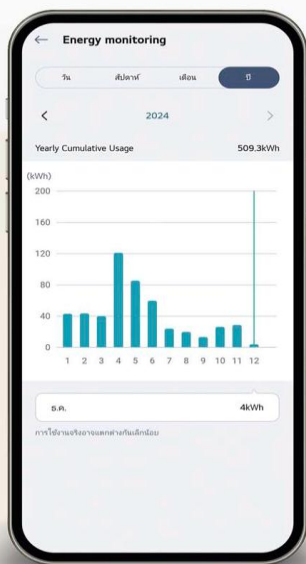 ← Energy monitoring
วัน สัปดาห์ เดือน ปี
< 2024 >
Yearly Cumulative Usage 509.3kWh
(kWh)
200
160
120
80
40
0
1 2 3 4 5 6 7 8 9 10 11 12
ธ.ค. 4kWh
การใช้งานจริงอาจแตกต่างกันเล็กน้อย